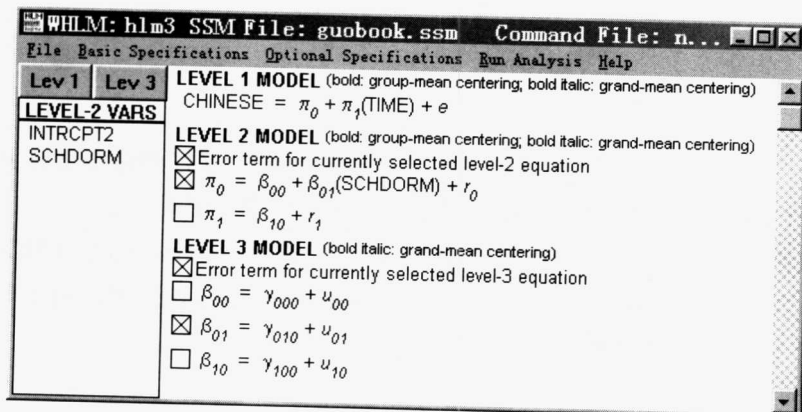 WHLM: hlm3 SSM File: guobook.ssm Command File: n...
File Basic Specifications Optional Specifications Run Analysis Help
Lev 1 Lev 3
LEVEL-2 VARS
INTRCPT2
SCHDORM
LEVEL 1 MODEL (bold: group-mean centering; bold italic: grand-mean centering)
CHINESE = π₀ + π₁(TIME) + e
LEVEL 2 MODEL (bold: group-mean centering; bold italic: grand-mean centering)
Error term for currently selected level-2 equation
π₀ = β₀₀ + β₀₁(SCHDORM) + r₀
π₁ = β₁₀ + r₁
LEVEL 3 MODEL (bold italic: grand-mean centering)
Error term for currently selected level-3 equation
β₀₀ = γ₀₀₀ + u₀₀
β₀₁ = γ₀₁₀ + u₀₁
β₁₀ = γ₁₀₀ + u₁₀